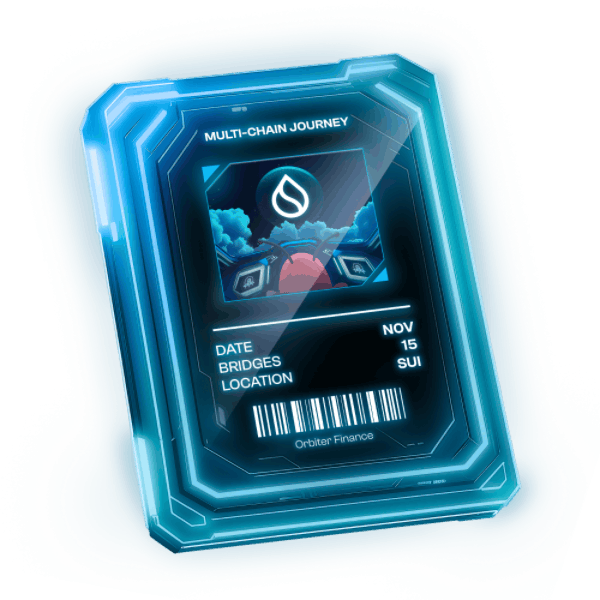 MULTI-CHAIN JOURNEY
DATE NOV
BRIDGES 15
LOCATION SUI
Orbiter Finance